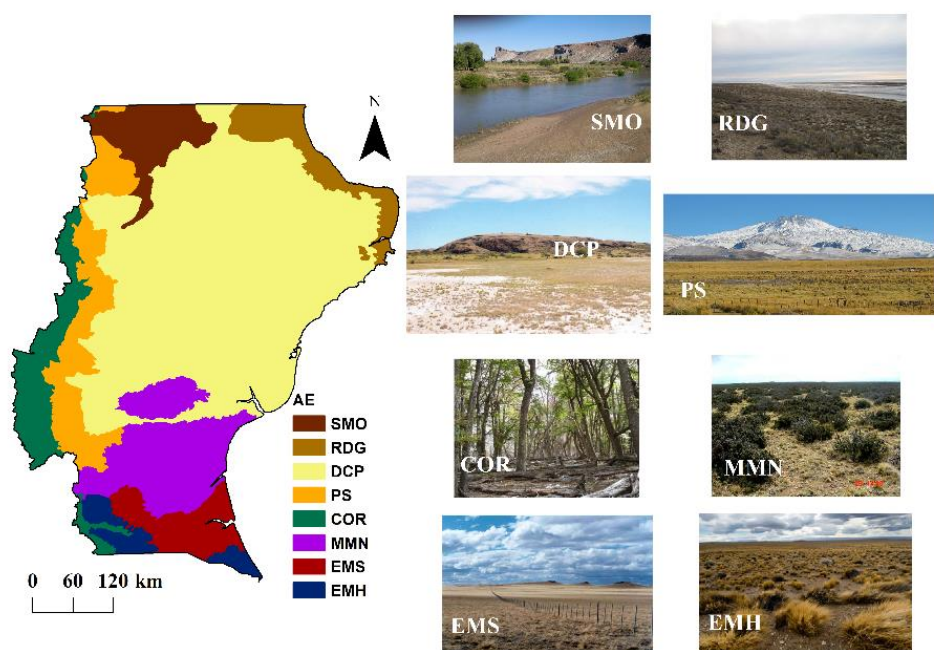 N
AE
SMO
RDG
DCP
PS
COR
MMN
EMS
EMH
0 60 120 km
SMO
RDG
DCP
PS
COR
MMN
EMS
EMH